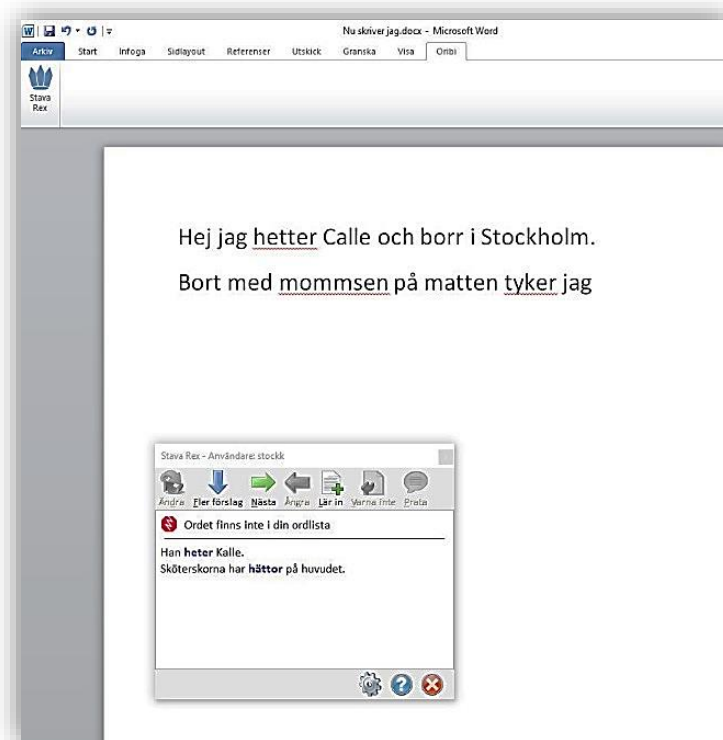 Nu skriver jag.docx - Microsoft Word
Arkiv Start Infoga Sidlayout Referenser Utskick Granska Visa Oribi
Stava
Rex
Hej jag hetter Calle och borr i Stockholm.
Bort med mommsen på matten tyker jag
Stava Rex - Användare: stockk
Ändra Fler förslag Nästa Ångra Lär in Varna inte Prata
Ordet finns inte i din ordlista
Han heter Kalle.
Sköterskorna har hättor på huvudet.